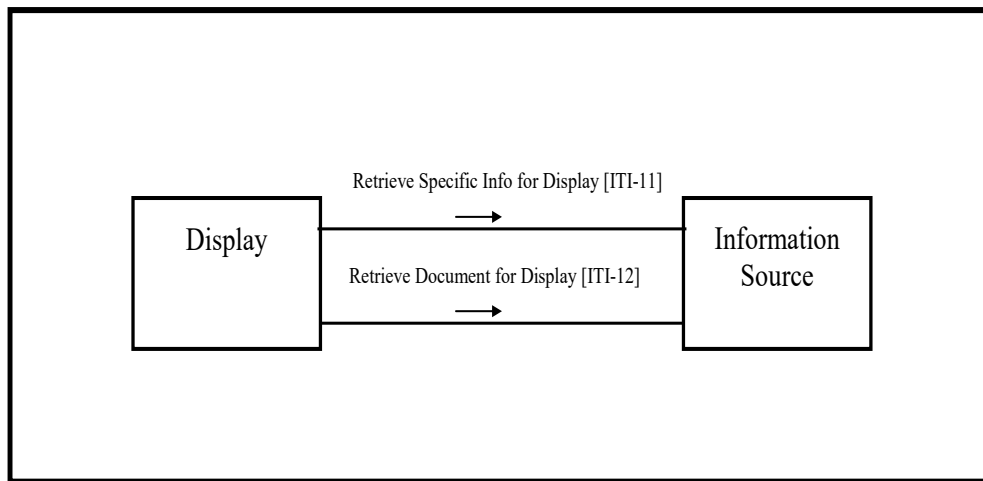 Retrieve Specific Info for Display [ITI-11]
Display
Information
Source
Retrieve Document for Display [ITI-12]